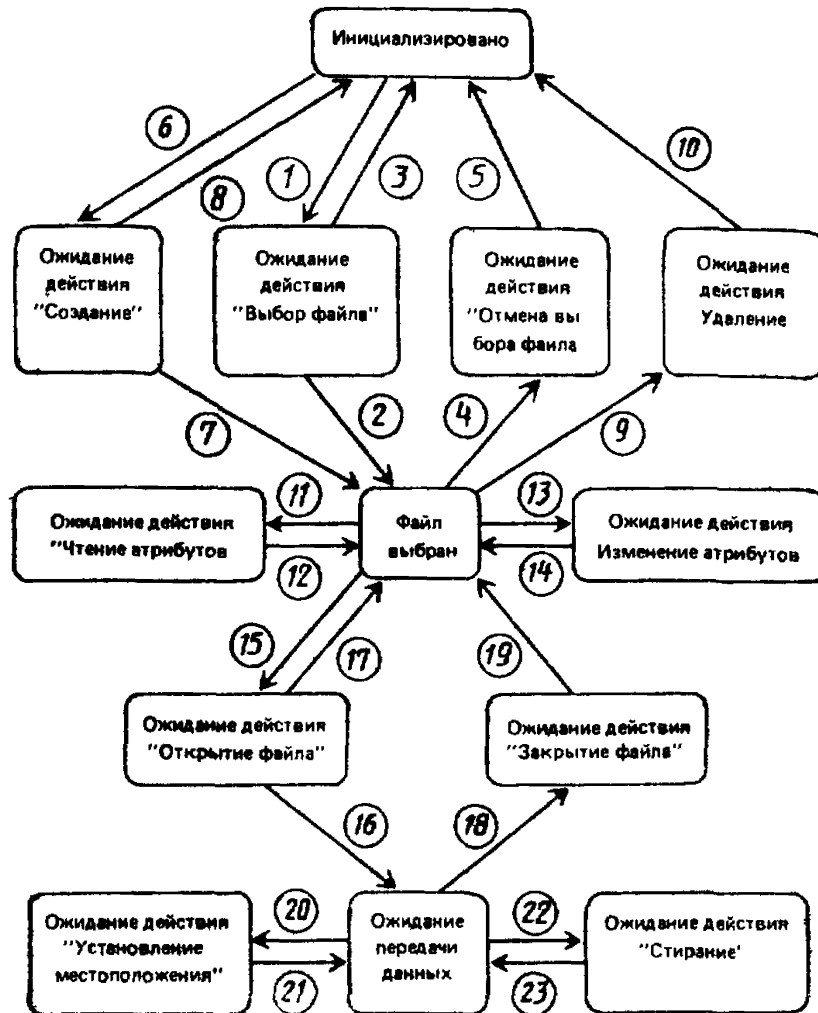 Инициализировано
6
8
1
3
5
10
Ожидание
действия
"Создание"
Ожидание
действия
"Выбор файла"
Ожидание
действия
"Отмена вы
бора фаила
Ожидание
действия
Удаление
7
2
4
9
Ожидание действия
"Чтение атрибутов
11
12
Файл
выбран
13
14
Ожидание действия
Изменение атрибутов
15
17
19
Ожидание действия
"Открытие файла"
Ожидание действия
"Закрытие файла"
16
18
Ожидание действия
"Установление
местоположения"
20
21
Ожидание
передачи
данных
22
23
Ожидание действия
"Стирание'